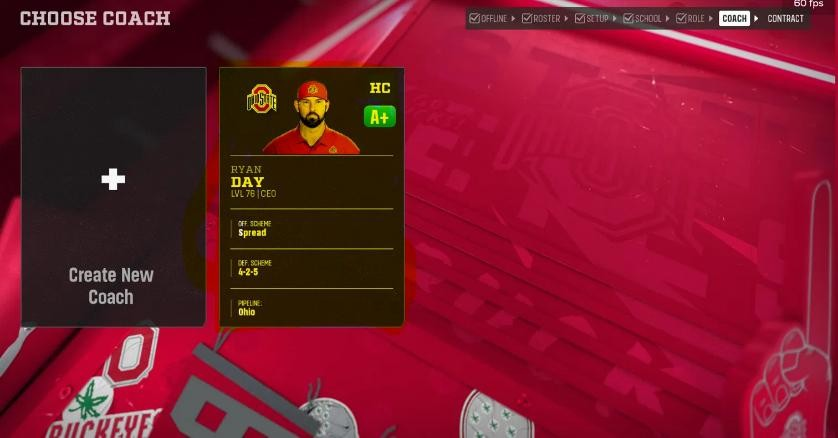 60 fps
CHOOSE COACH
OFFLINE ROSTER SETUP SCHOOL ROLE COACH CONTRACT
HC
A+
RYAN
DAY
LVL 76 | CEO
OFF. SCHEME
Spread
DEF. SCHEME
4-2-5
PIPELINE:
Ohio
Create New
Coach
BUCKEYE